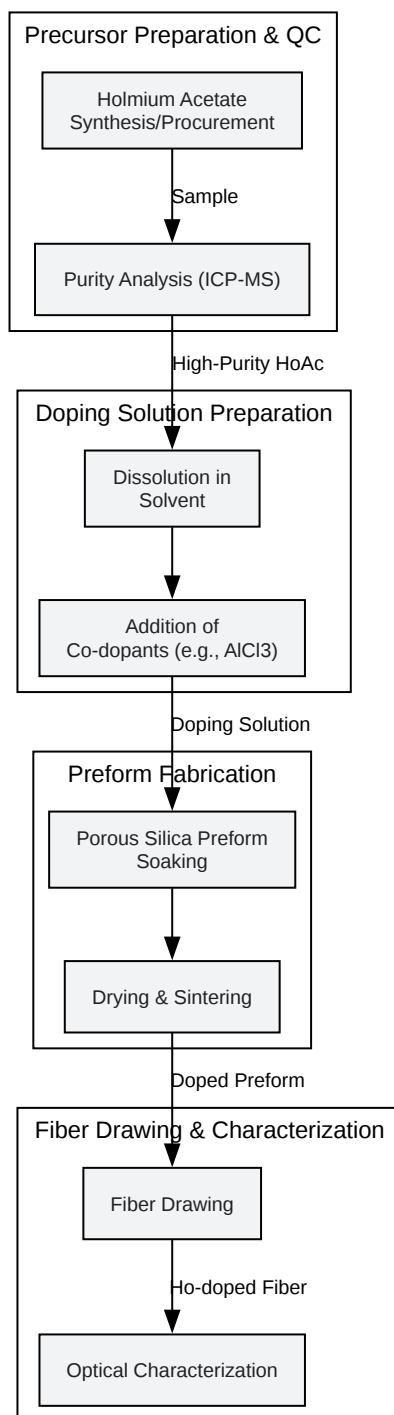 Precursor Preparation & QC
Holmium Acetate
Synthesis/Procurement
Sample
Purity Analysis (ICP-MS)
High-Purity HoAc
Doping Solution Preparation
Dissolution in
Solvent
Addition of
Co-dopants (e.g., AlCl3)
Doping Solution
Preform Fabrication
Porous Silica Preform
Soaking
Drying & Sintering
Doped Preform
Fiber Drawing & Characterization
Fiber Drawing
Ho-doped Fiber
Optical Characterization